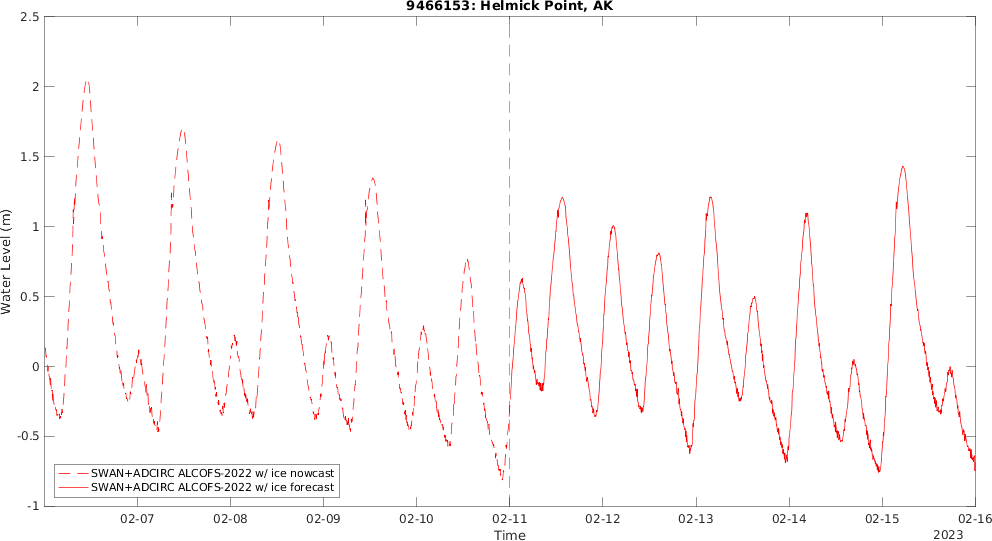 9466153: Helmick Point, AK
2.5
2
1.5
1
0.5
0
-0.5
-1
Water Level (m)
SWAN+ADCIRC ALCOFS-2022 w/ ice nowcast
SWAN+ADCIRC ALCOFS-2022 w/ ice forecast
02-07 02-08 02-09 02-10 02-11 02-12 02-13 02-14 02-15 02-16
Time
2023